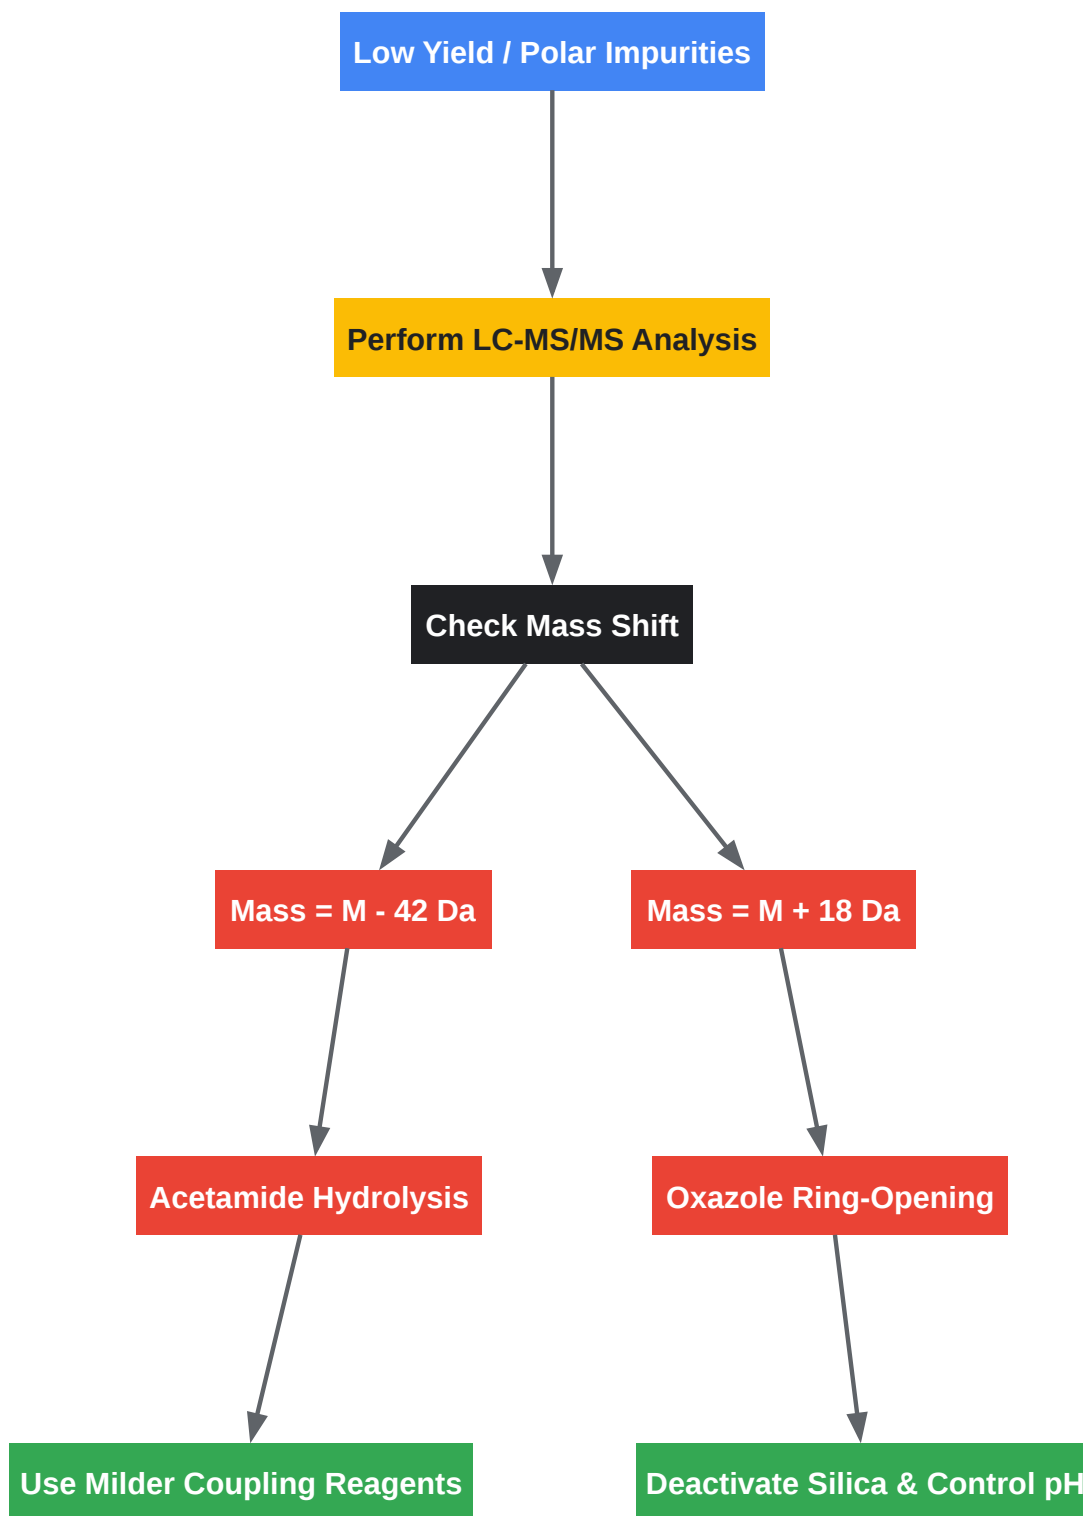 Low Yield / Polar Impurities
Perform LC-MS/MS Analysis
Check Mass Shift
Mass = M - 42 Da
Mass = M + 18 Da
Acetamide Hydrolysis
Oxazole Ring-Opening
Use Milder Coupling Reagents
Deactivate Silica & Control pH